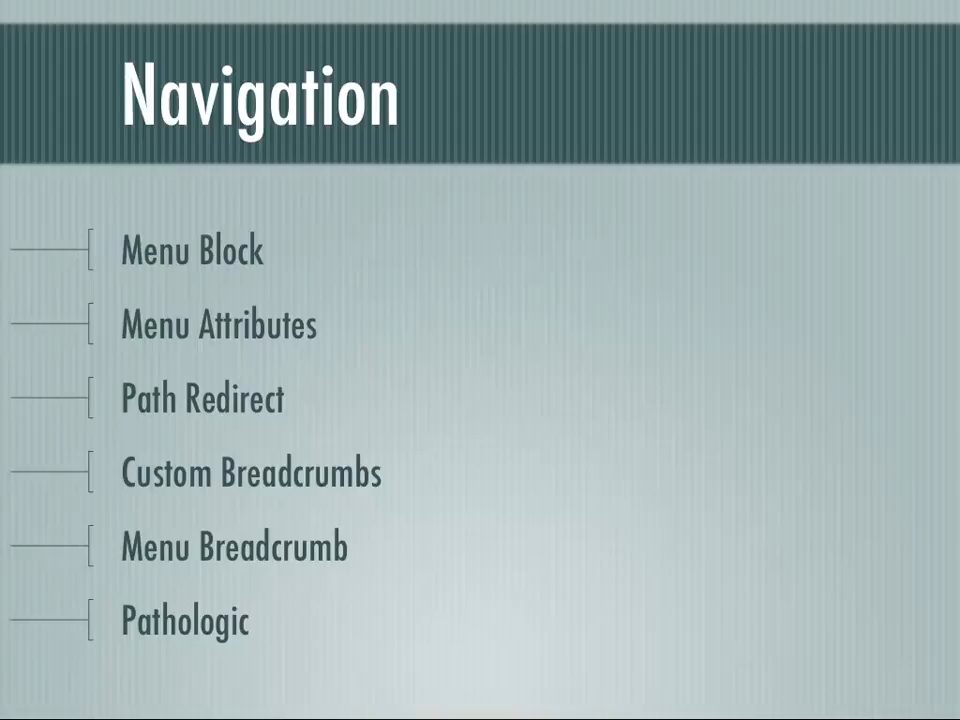 Navigation
Menu Block
Menu Attributes
Path Redirect
Custom Breadcrumbs
Menu Breadcrumb
Pathologic